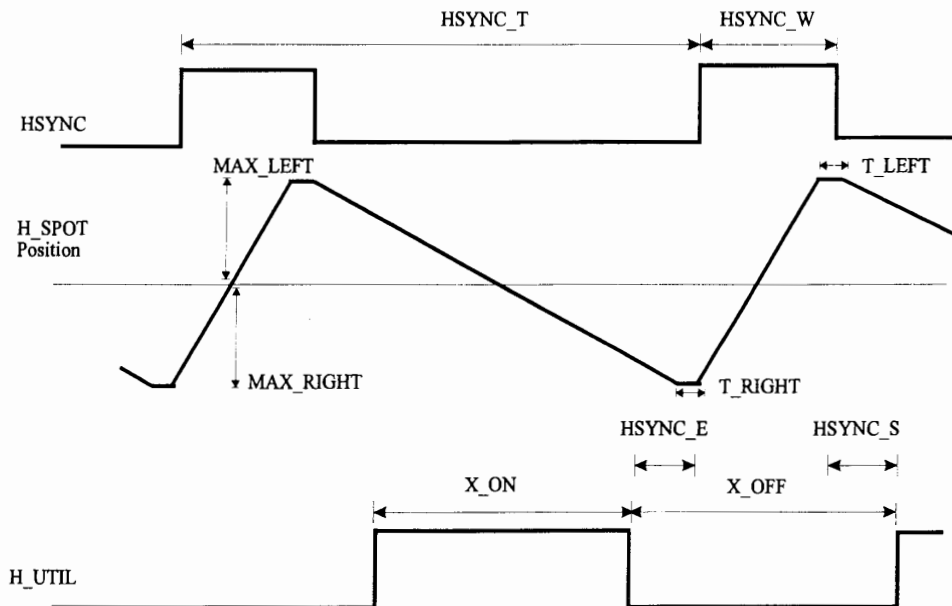 HSYNC_T
HSYNC_W
HSYNC
MAX_LEFT
T_LEFT
H_SPOT
Position
MAX_RIGHT
T_RIGHT
HSYNC_E
HSYNC_S
X_ON
X_OFF
H_UTIL